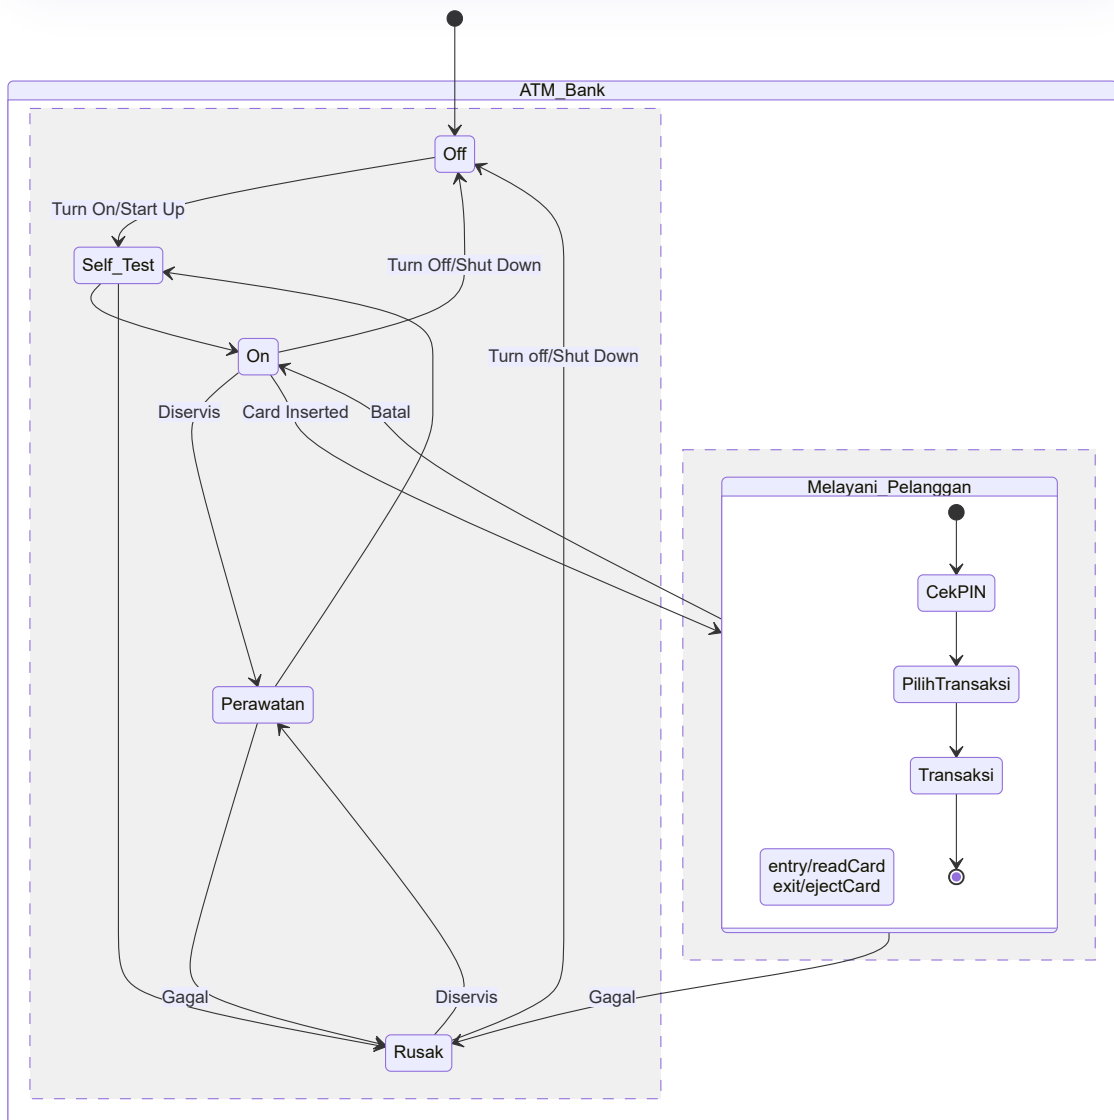 ATM_Bank
Off
Turn On/Start Up
Self_Test
Turn Off/Shut Down
On
Turn off/Shut Down
Diservis
Card Inserted
Batal
Melayani_Pelanggan
CekPIN
PilihTransaksi
Perawatan
Transaksi
entry/readCard
exit/ejectCard
Gagal
Diservis
Gagal
Rusak